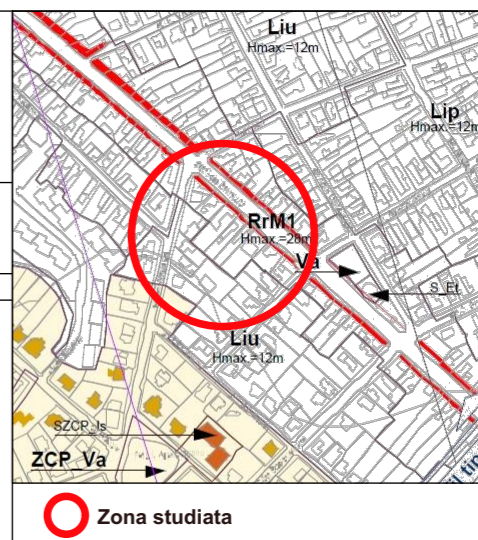 Liu
Hmax.=12m
Lip
Hmax.=12m
RrM1
Hmax.=28m
Va
S_Et
Liu
Hmax.=12m
SZCP_Is
ZCP_Va
Zona studiata